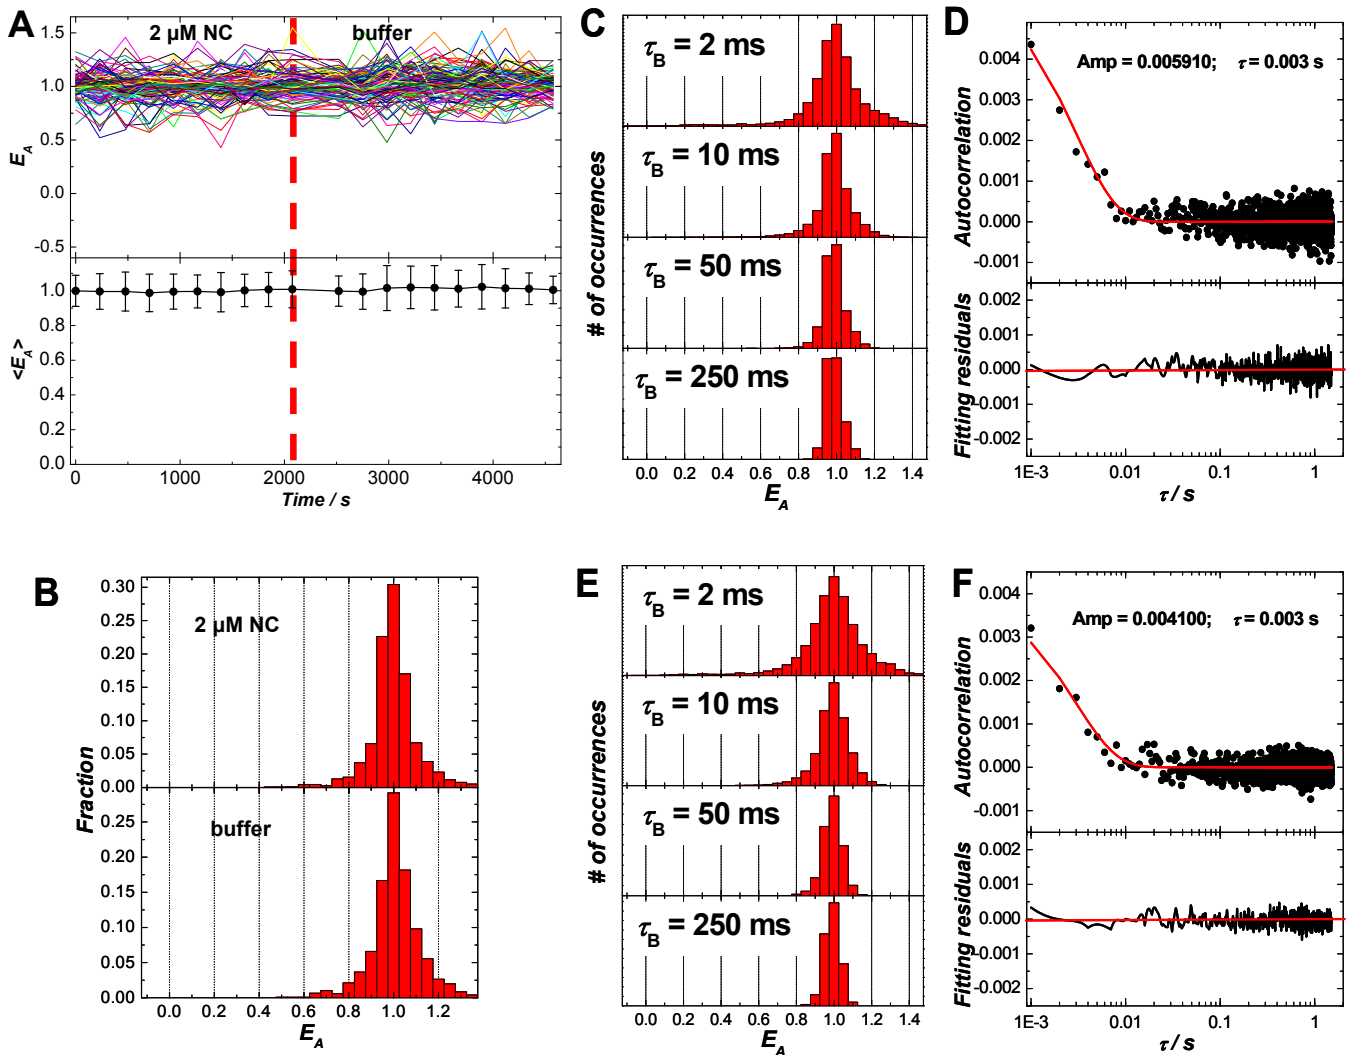 A
2 µM NC
buffer
1.5
1.0
0.5
0.0
-0.5
E_A
1.0
0.8
0.6
0.4
0.2
0.0
<E_A>
0 1000 2000 3000 4000
Time / s
B
2 µM NC
0.30
0.25
0.20
0.15
0.10
0.05
0.00
buffer
0.25
0.20
0.15
0.10
0.05
0.00
Fraction
0.0 0.2 0.4 0.6 0.8 1.0 1.2
E_A
C
τ_B = 2 ms
τ_B = 10 ms
τ_B = 50 ms
τ_B = 250 ms
# of occurrences
0.0 0.2 0.4 0.6 0.8 1.0 1.2 1.4
E_A
D
Amp = 0.005910; τ = 0.003 s
0.004
0.003
0.002
0.001
0.000
-0.001
Autocorrelation
0.002
0.001
0.000
-0.001
-0.002
Fitting residuals
1E-3 0.01 0.1 1
τ / s
E
τ_B = 2 ms
τ_B = 10 ms
τ_B = 50 ms
τ_B = 250 ms
# of occurrences
0.0 0.2 0.4 0.6 0.8 1.0 1.2 1.4
E_A
F
Amp = 0.004100; τ = 0.003 s
0.004
0.003
0.002
0.001
0.000
-0.001
Autocorrelation
0.002
0.001
0.000
-0.001
-0.002
Fitting residuals
1E-3 0.01 0.1 1
τ / s